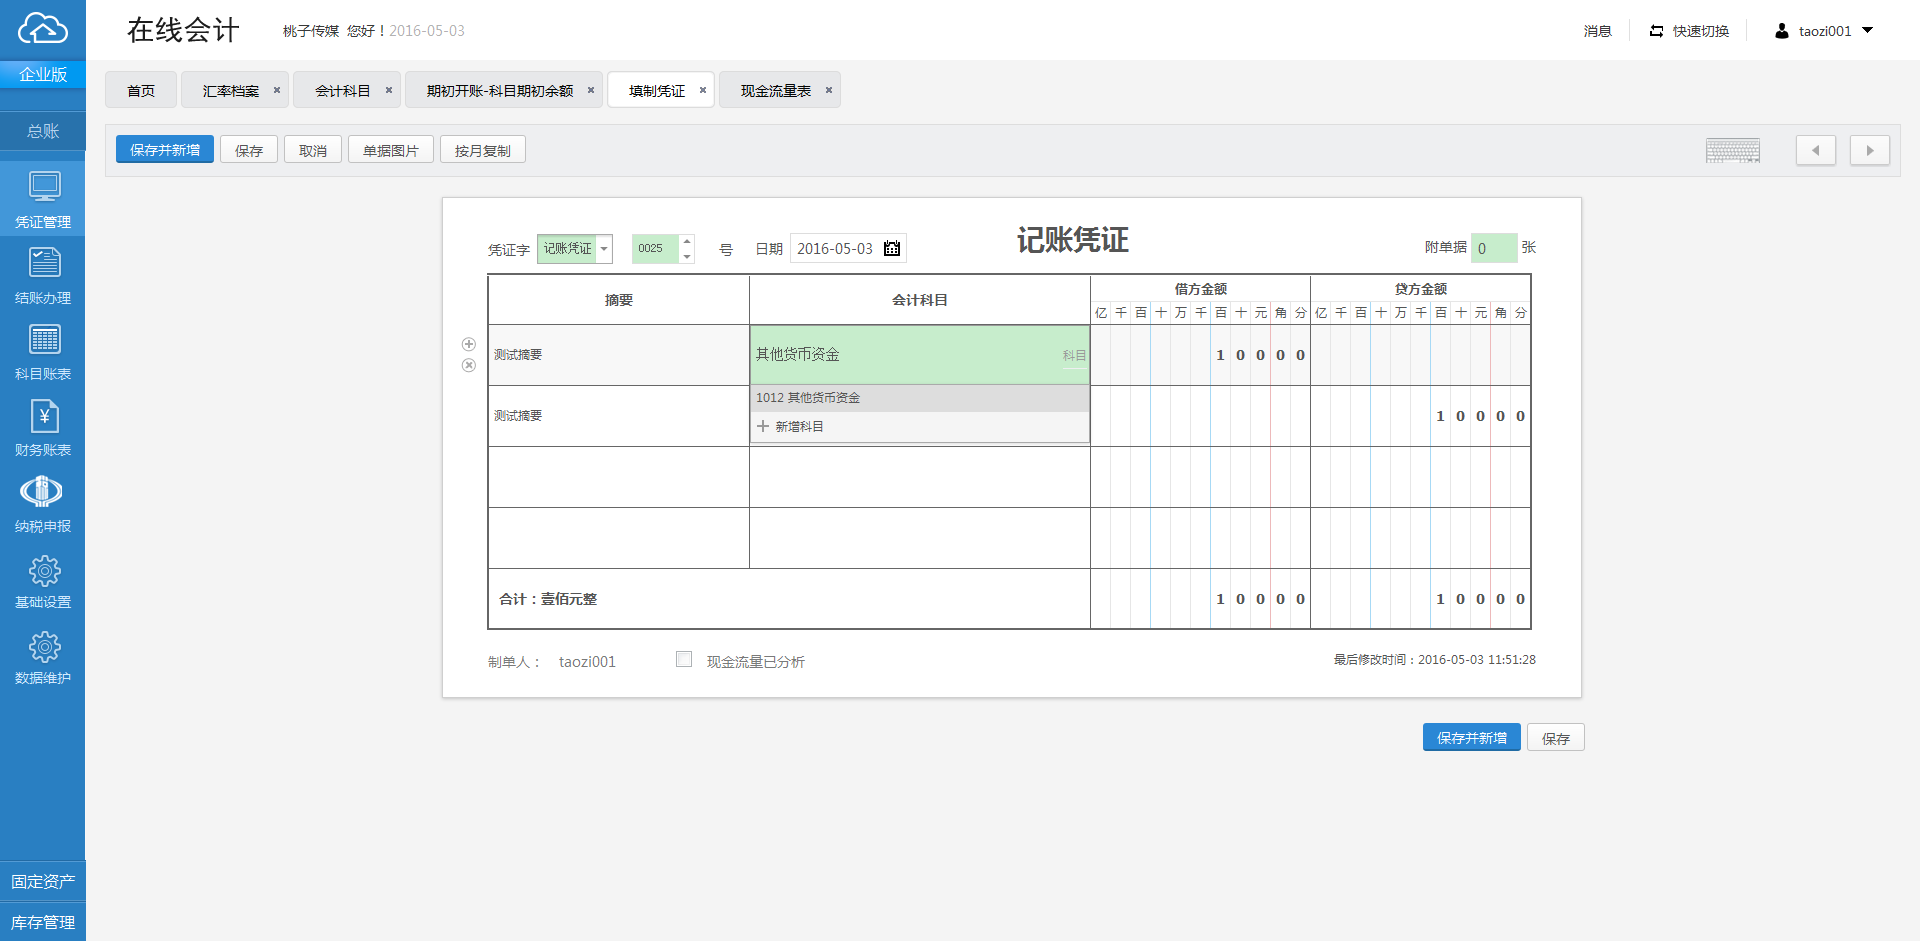 在线会计 桃子传媒 您好！2016-05-03 消息 快速切换 taozi001
企业版
首页 汇率档案 会计科目 期初开账-科目期初余额 填制凭证 现金流量表
总账
保存并新增 保存 取消 单据图片 按月复制
凭证管理
结账办理
科目账表
财务账表
纳税申报
基础设置
数据维护
固定资产
库存管理
记账凭证
凭证字 记账凭证 0025 号 日期 2016-05-03 附单据 0 张
摘要 会计科目 借方金额 贷方金额
亿 千 百 十 万 千 百 十 元 角 分 亿 千 百 十 万 千 百 十 元 角 分
测试摘要 其他货币资金 科目 1 0 0 0 0
1012 其他货币资金
测试摘要 1 0 0 0 0
新增科目
合计：壹佰元整 1 0 0 0 0 1 0 0 0 0
制单人： taozi001 现金流量已分析 最后修改时间：2016-05-03 11:51:28
保存并新增 保存